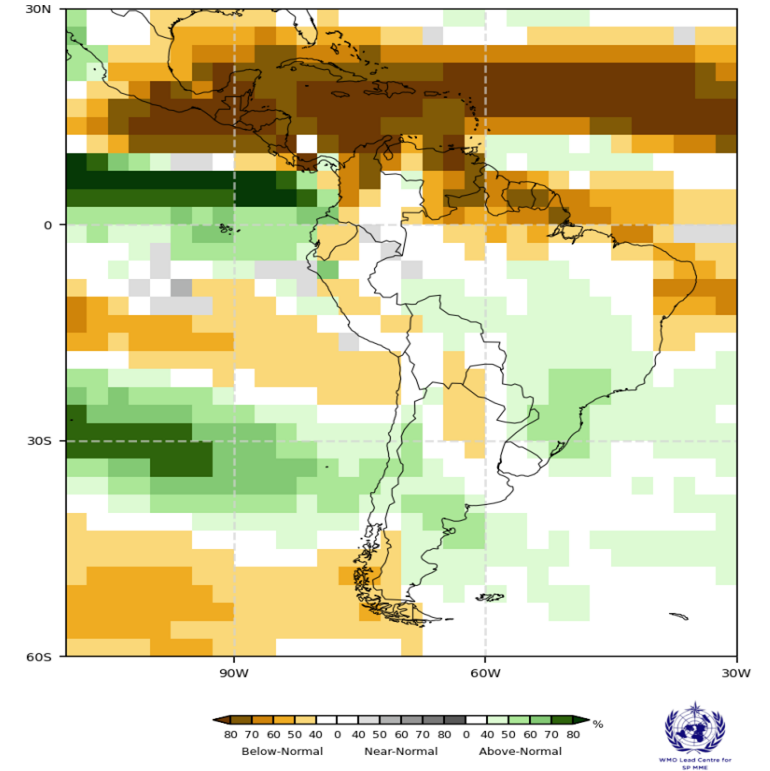 30N
0
30S
60S
90W 60W 30W
80 70 60 50 40 0 40 50 60 70 80 0 40 50 60 70 80 %
Below-Normal Near-Normal Above-Normal
WMO Lead Centre for
SP MME